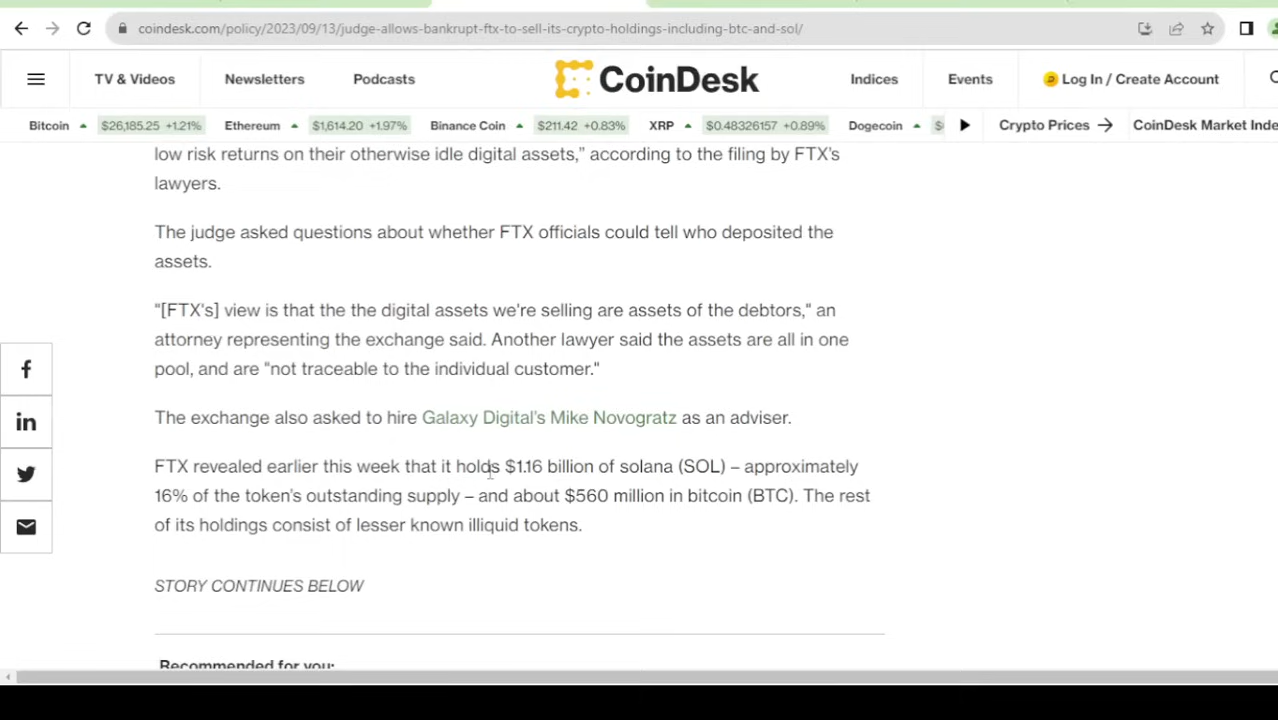 coindesk.com/policy/2023/09/13/judge-allows-bankrupt-ftx-to-sell-its-crypto-holdings-including-btc-and-sol/
TV & Videos Newsletters Podcasts CoinDesk Indices Events Log In / Create Account
Bitcoin $26,185.25 +1.21% Ethereum $1,614.20 +1.97% Binance Coin $211.42 +0.83% XRP $0.48326157 +0.89% Dogecoin Crypto Prices → CoinDesk Market Inde
low risk returns on their otherwise idle digital assets,” according to the filing by FTX’s
lawyers.
The judge asked questions about whether FTX officials could tell who deposited the
assets.
"[FTX's] view is that the the digital assets we're selling are assets of the debtors," an
attorney representing the exchange said. Another lawyer said the assets are all in one
pool, and are "not traceable to the individual customer."
The exchange also asked to hire Galaxy Digital’s Mike Novogratz as an adviser.
FTX revealed earlier this week that it holds $1.16 billion of solana (SOL) – approximately
16% of the token’s outstanding supply – and about $560 million in bitcoin (BTC). The rest
of its holdings consist of lesser known illiquid tokens.
STORY CONTINUES BELOW
Recommended for you: